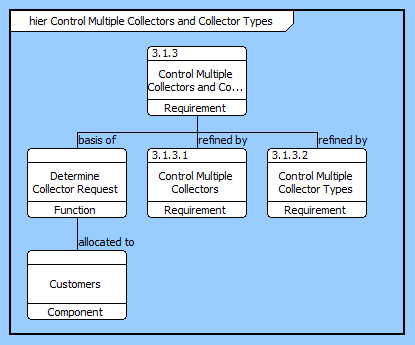 hier Control Multiple Collectors and Collector Types
3.1.3
Control Multiple
Collectors and Co...
Requirement
basis of
refined by
refined by
Determine
Collector Request
Function
3.1.3.1
Control Multiple
Collectors
Requirement
3.1.3.2
Control Multiple
Collector Types
Requirement
allocated to
Customers
Component